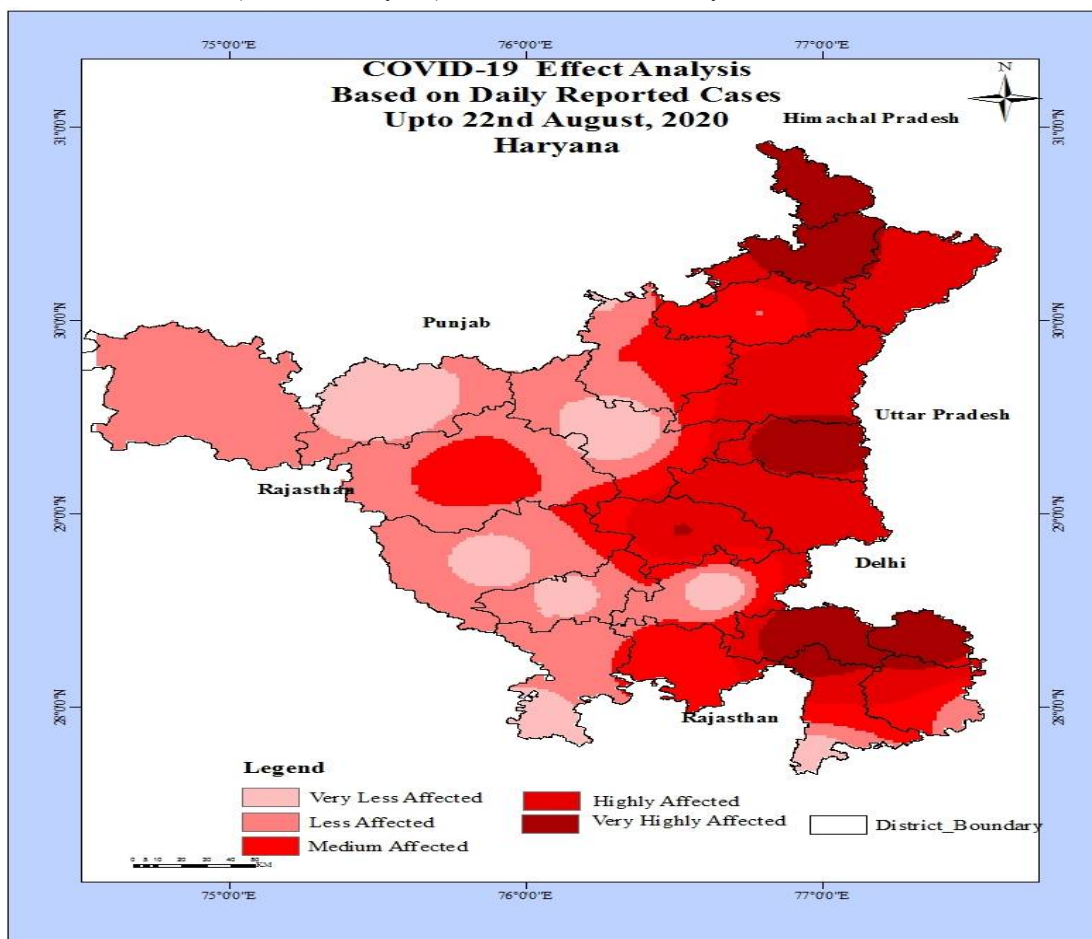 75°0'0"E 76°0'0"E 77°0'0"E
COVID-19 Effect Analysis
Based on Daily Reported Cases
Upto 22nd August, 2020
Haryana
N
Himachal Pradesh
31°0'0"N 31°0'0"N
30°0'0"N 30°0'0"N
Punjab
Uttar Pradesh
Rajasthan
29°0'0"N 29°0'0"N
Delhi
28°0'0"N 28°0'0"N
Rajasthan
Legend
Very Less Affected
Less Affected
Medium Affected
Highly Affected
Very Highly Affected
District_Boundary
KM
75°0'0"E 76°0'0"E 77°0'0"E